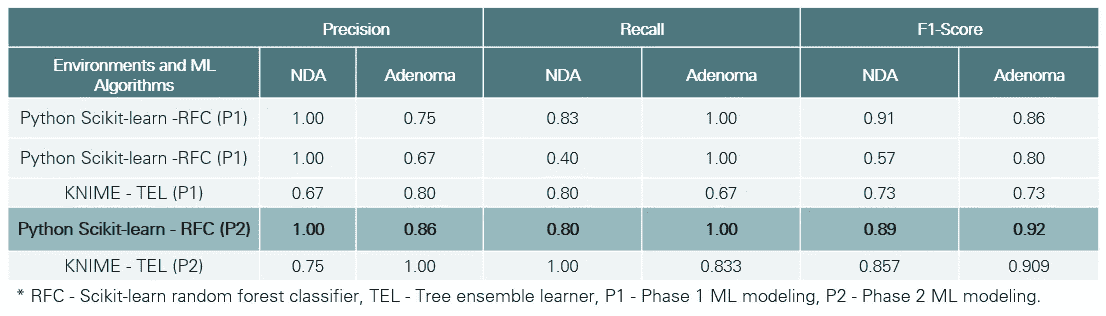 Precision Recall F1-Score
Environments and ML Algorithms NDA Adenoma NDA Adenoma NDA Adenoma
Python Scikit-learn -RFC (P1) 1.00 0.75 0.83 1.00 0.91 0.86
Python Scikit-learn -RFC (P1) 1.00 0.67 0.40 1.00 0.57 0.80
KNIME - TEL (P1) 0.67 0.80 0.80 0.67 0.73 0.73
Python Scikit-learn - RFC (P2) 1.00 0.86 0.80 1.00 0.89 0.92
KNIME - TEL (P2) 0.75 1.00 1.00 0.833 0.857 0.909
* RFC - Scikit-learn random forest classifier, TEL - Tree ensemble learner, P1 - Phase 1 ML modeling, P2 - Phase 2 ML modeling.